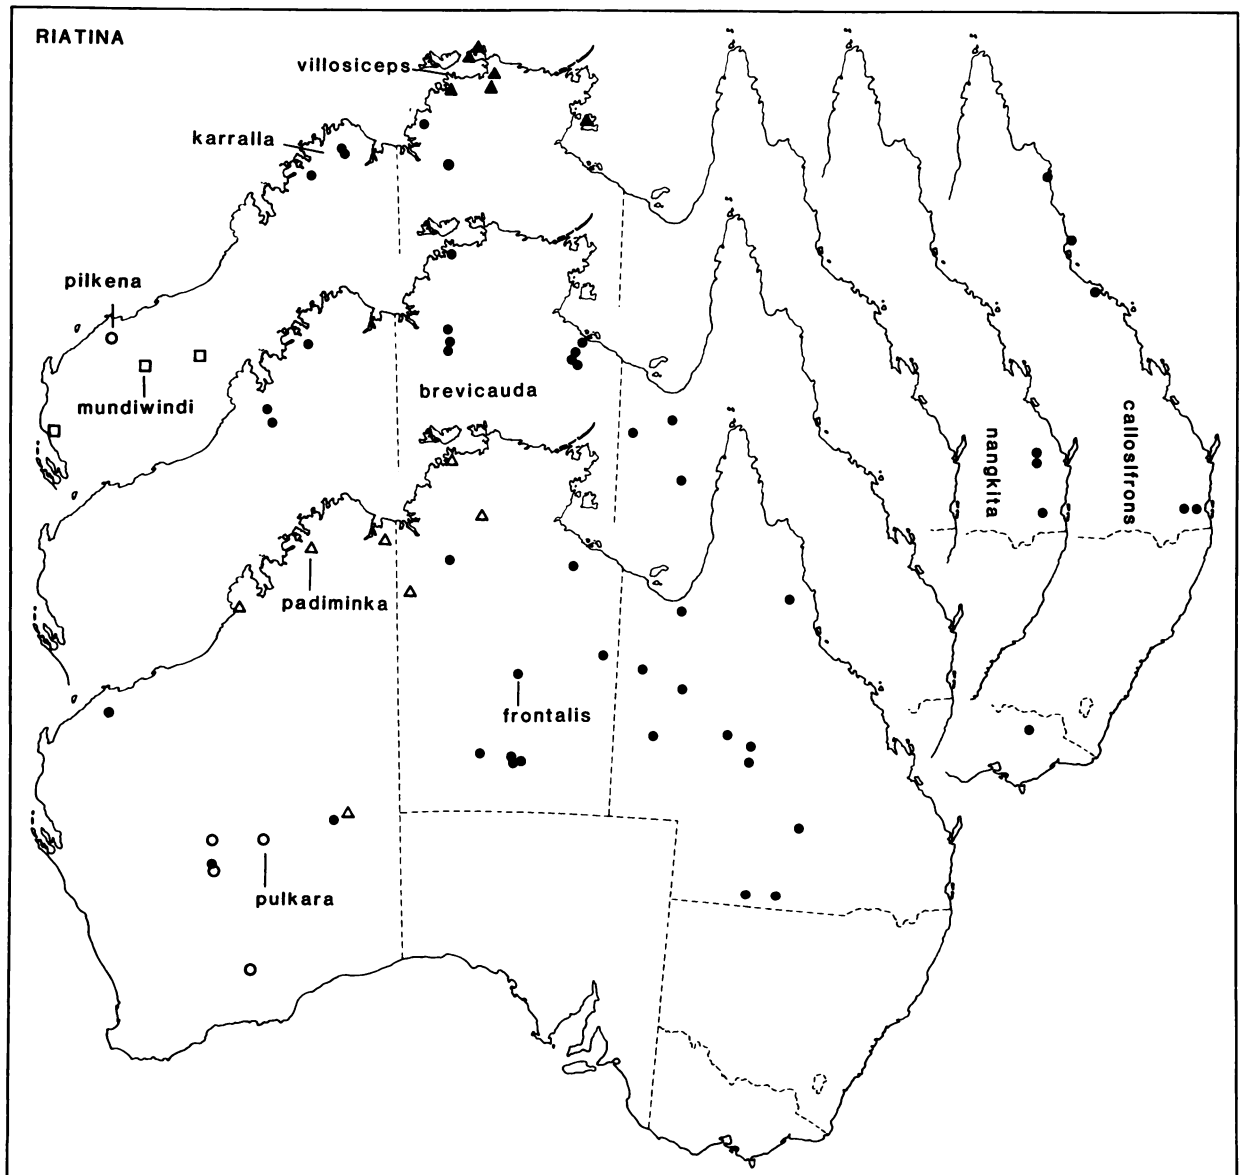 RIATINA
villosiceps
karralla
pilkena
mundiwindi
brevicauda
nangkita
callosifrons
padiminka
frontalis
pulkara